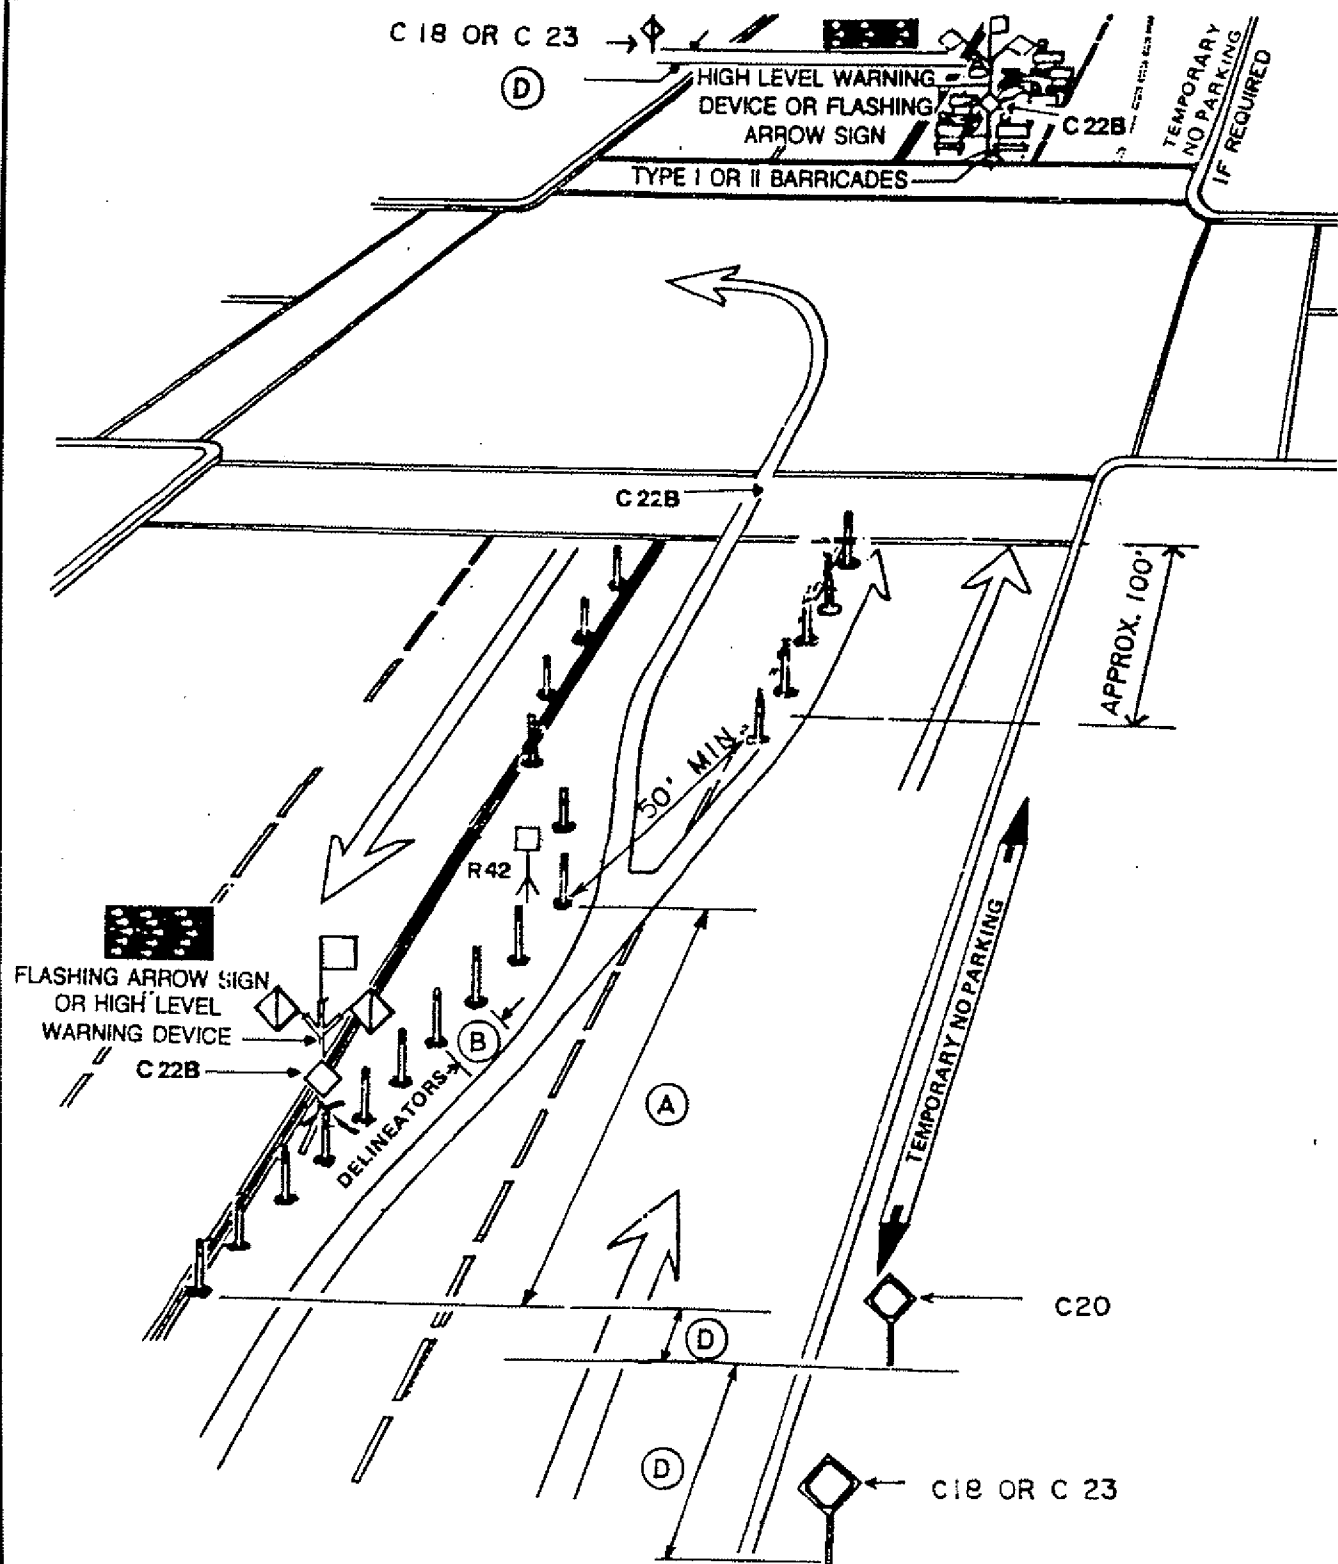 C 18 OR C 23
D
HIGH LEVEL WARNING
DEVICE OR FLASHING
ARROW SIGN
C 22B
TEMPORARY
NO PARKING
IF REQUIRED
TYPE I OR II BARRICADES
C 22B
APPROX. 100'
50' MIN.
R42
FLASHING ARROW SIGN
OR HIGH LEVEL
WARNING DEVICE
C 22B
B
DELINEATORS
A
TEMPORARY NO PARKING
C20
D
D
C18 OR C 23